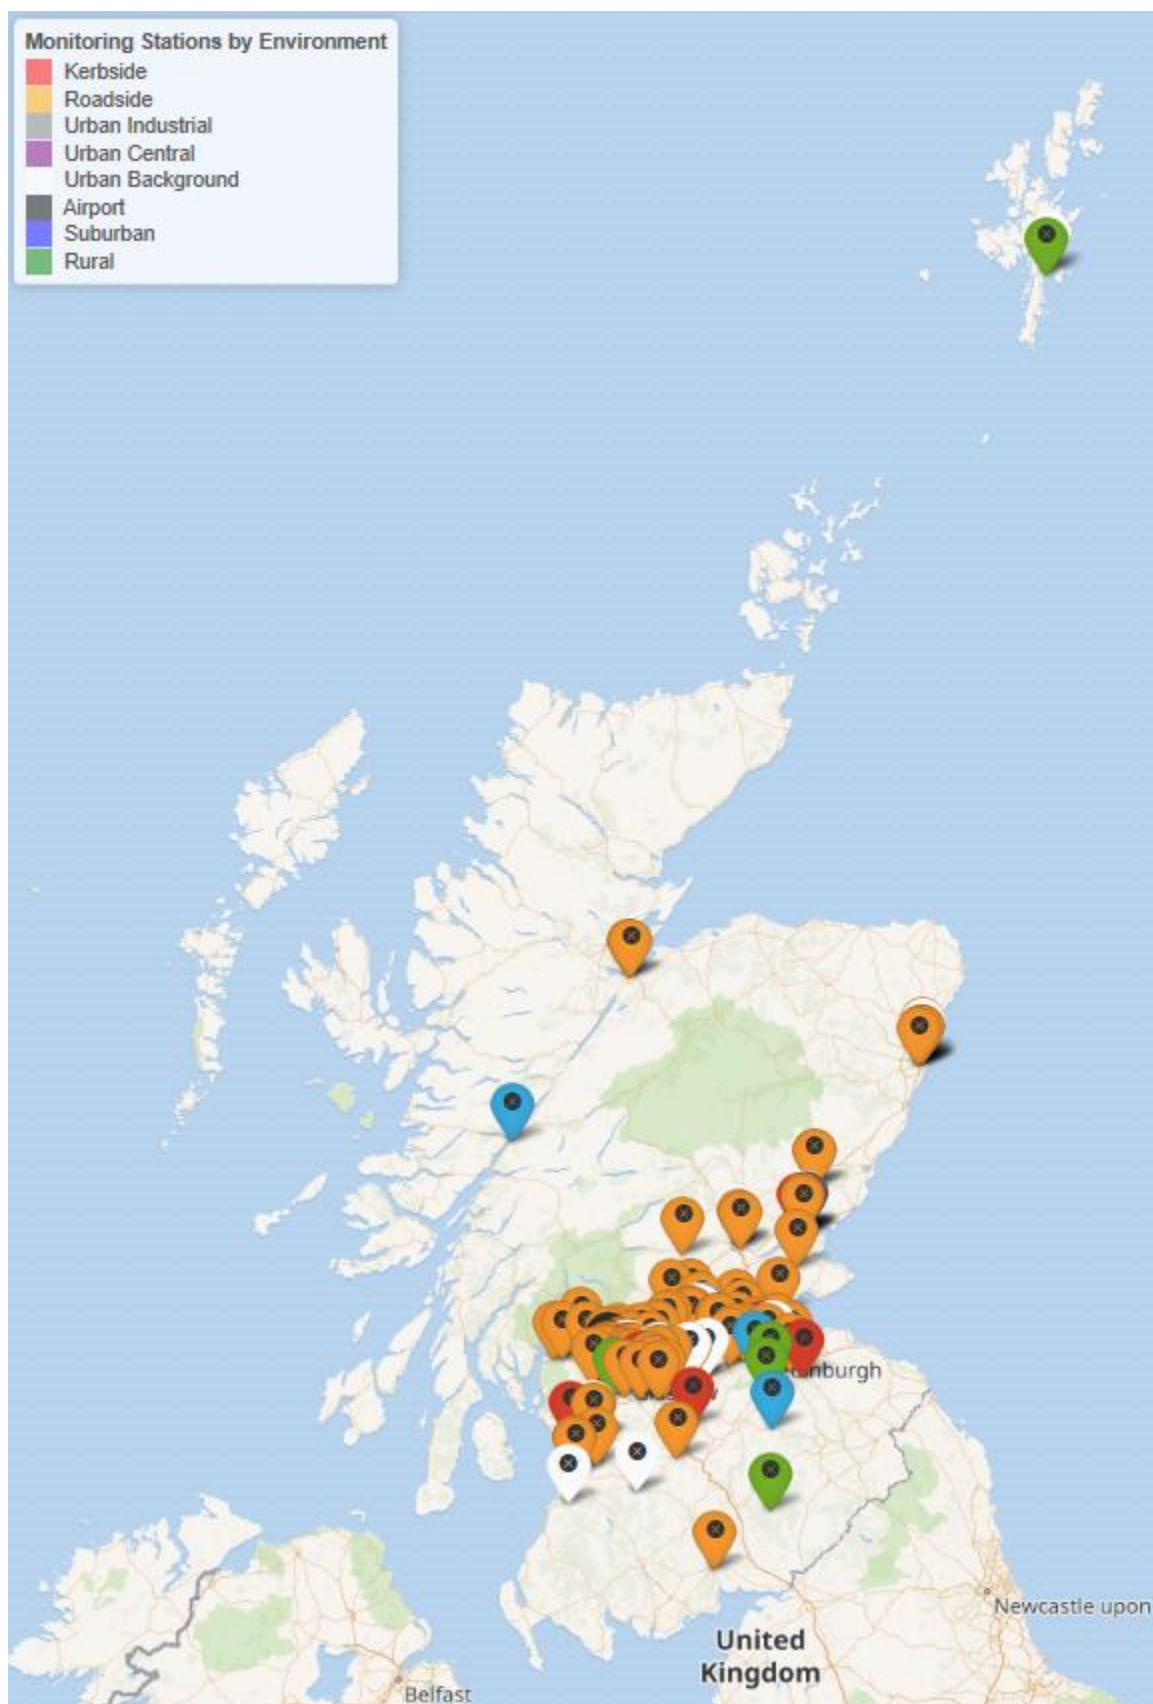 Monitoring Stations by Environment
Kerbside
Roadside
Urban Industrial
Urban Central
Urban Background
Airport
Suburban
Rural
Newcastle upon
United
Kingdom
Belfast